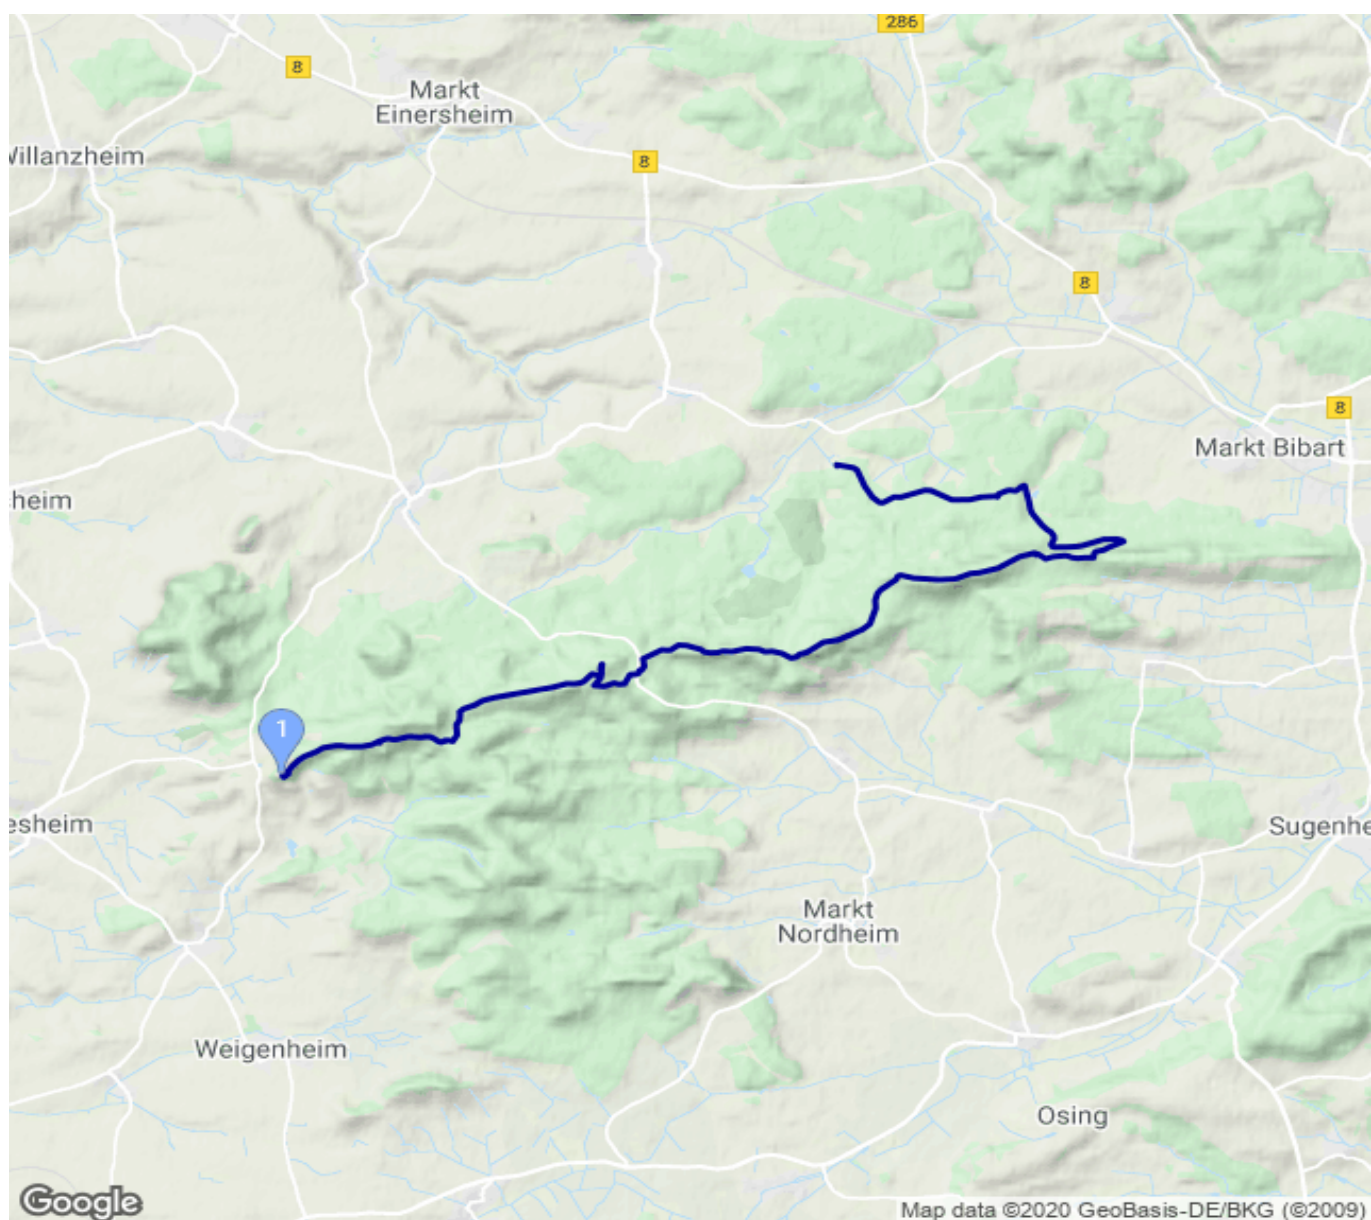 286
8
Markt
Einersheim
8
Willanzheim
8
8
Markt Bibart
heim
1
esheim
Sugenhe
Markt
Nordheim
Weigenheim
Osing
Google
Map data ©2020 GeoBasis-DE/BKG (©2009)